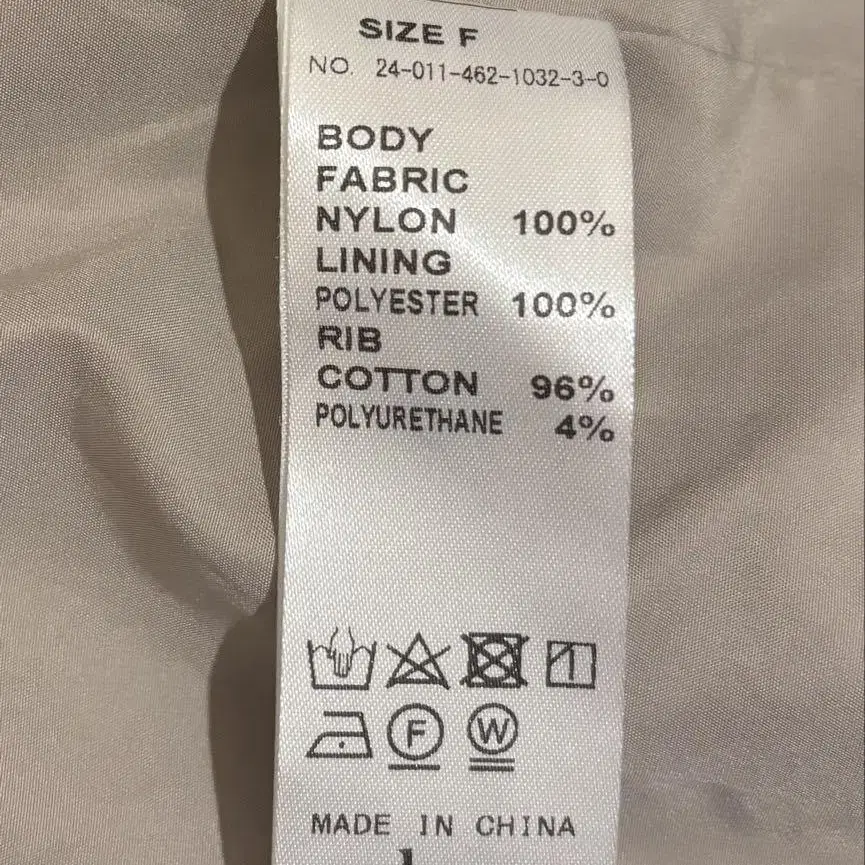 SIZE F
NO. 24-011-462-1032-3-0
BODY
FABRIC
NYLON 100%
LINING
POLYESTER 100%
RIB
COTTON 96%
POLYURETHANE 4%
F W
MADE IN CHINA